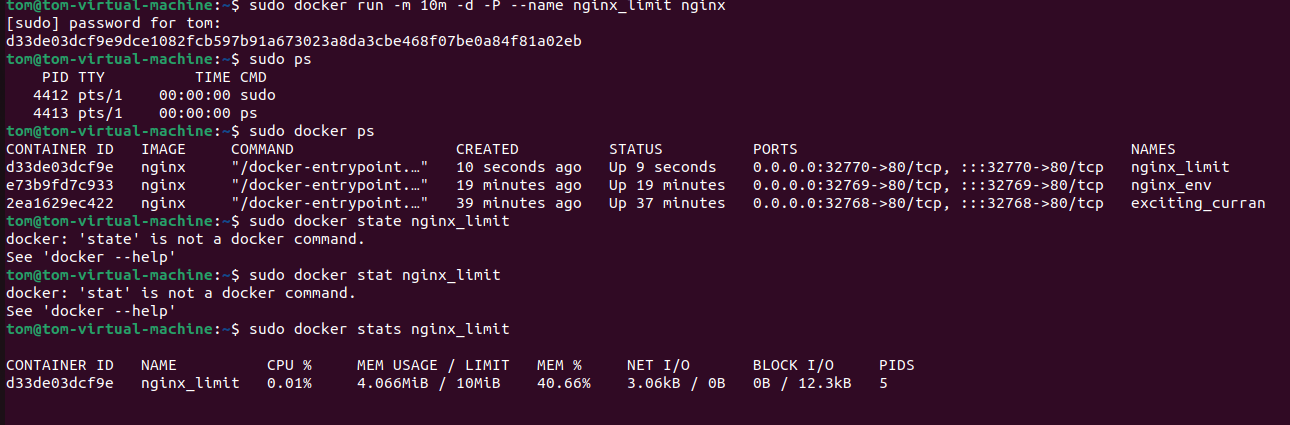 tom@tom-virtual-machine:~$ sudo docker run -m 10m -d -P --name nginx_limit nginx
[sudo] password for tom:
d33de03dcf9e9dce1082fcb597b91a673023a8da3cbe468f07be0a84f81a02eb
tom@tom-virtual-machine:~$ sudo ps
    PID TTY          TIME CMD
   4412 pts/1    00:00:00 sudo
   4413 pts/1    00:00:00 ps
tom@tom-virtual-machine:~$ sudo docker ps
CONTAINER ID   IMAGE     COMMAND                  CREATED          STATUS          PORTS                                     NAMES
d33de03dcf9e   nginx     "/docker-entrypoint.…"   10 seconds ago   Up 9 seconds    0.0.0.0:32770->80/tcp, :::32770->80/tcp   nginx_limit
e73b9fd7c933   nginx     "/docker-entrypoint.…"   19 minutes ago   Up 19 minutes   0.0.0.0:32769->80/tcp, :::32769->80/tcp   nginx_env
2ea1629ec422   nginx     "/docker-entrypoint.…"   39 minutes ago   Up 37 minutes   0.0.0.0:32768->80/tcp, :::32768->80/tcp   exciting_curran
tom@tom-virtual-machine:~$ sudo docker state nginx_limit
docker: 'state' is not a docker command.
See 'docker --help'
tom@tom-virtual-machine:~$ sudo docker stat nginx_limit
docker: 'stat' is not a docker command.
See 'docker --help'
tom@tom-virtual-machine:~$ sudo docker stats nginx_limit
CONTAINER ID   NAME          CPU %     MEM USAGE / LIMIT   MEM %     NET I/O       BLOCK I/O     PIDS
d33de03dcf9e   nginx_limit   0.01%     4.066MiB / 10MiB    40.66%    3.06kB / 0B   0B / 12.3kB   5